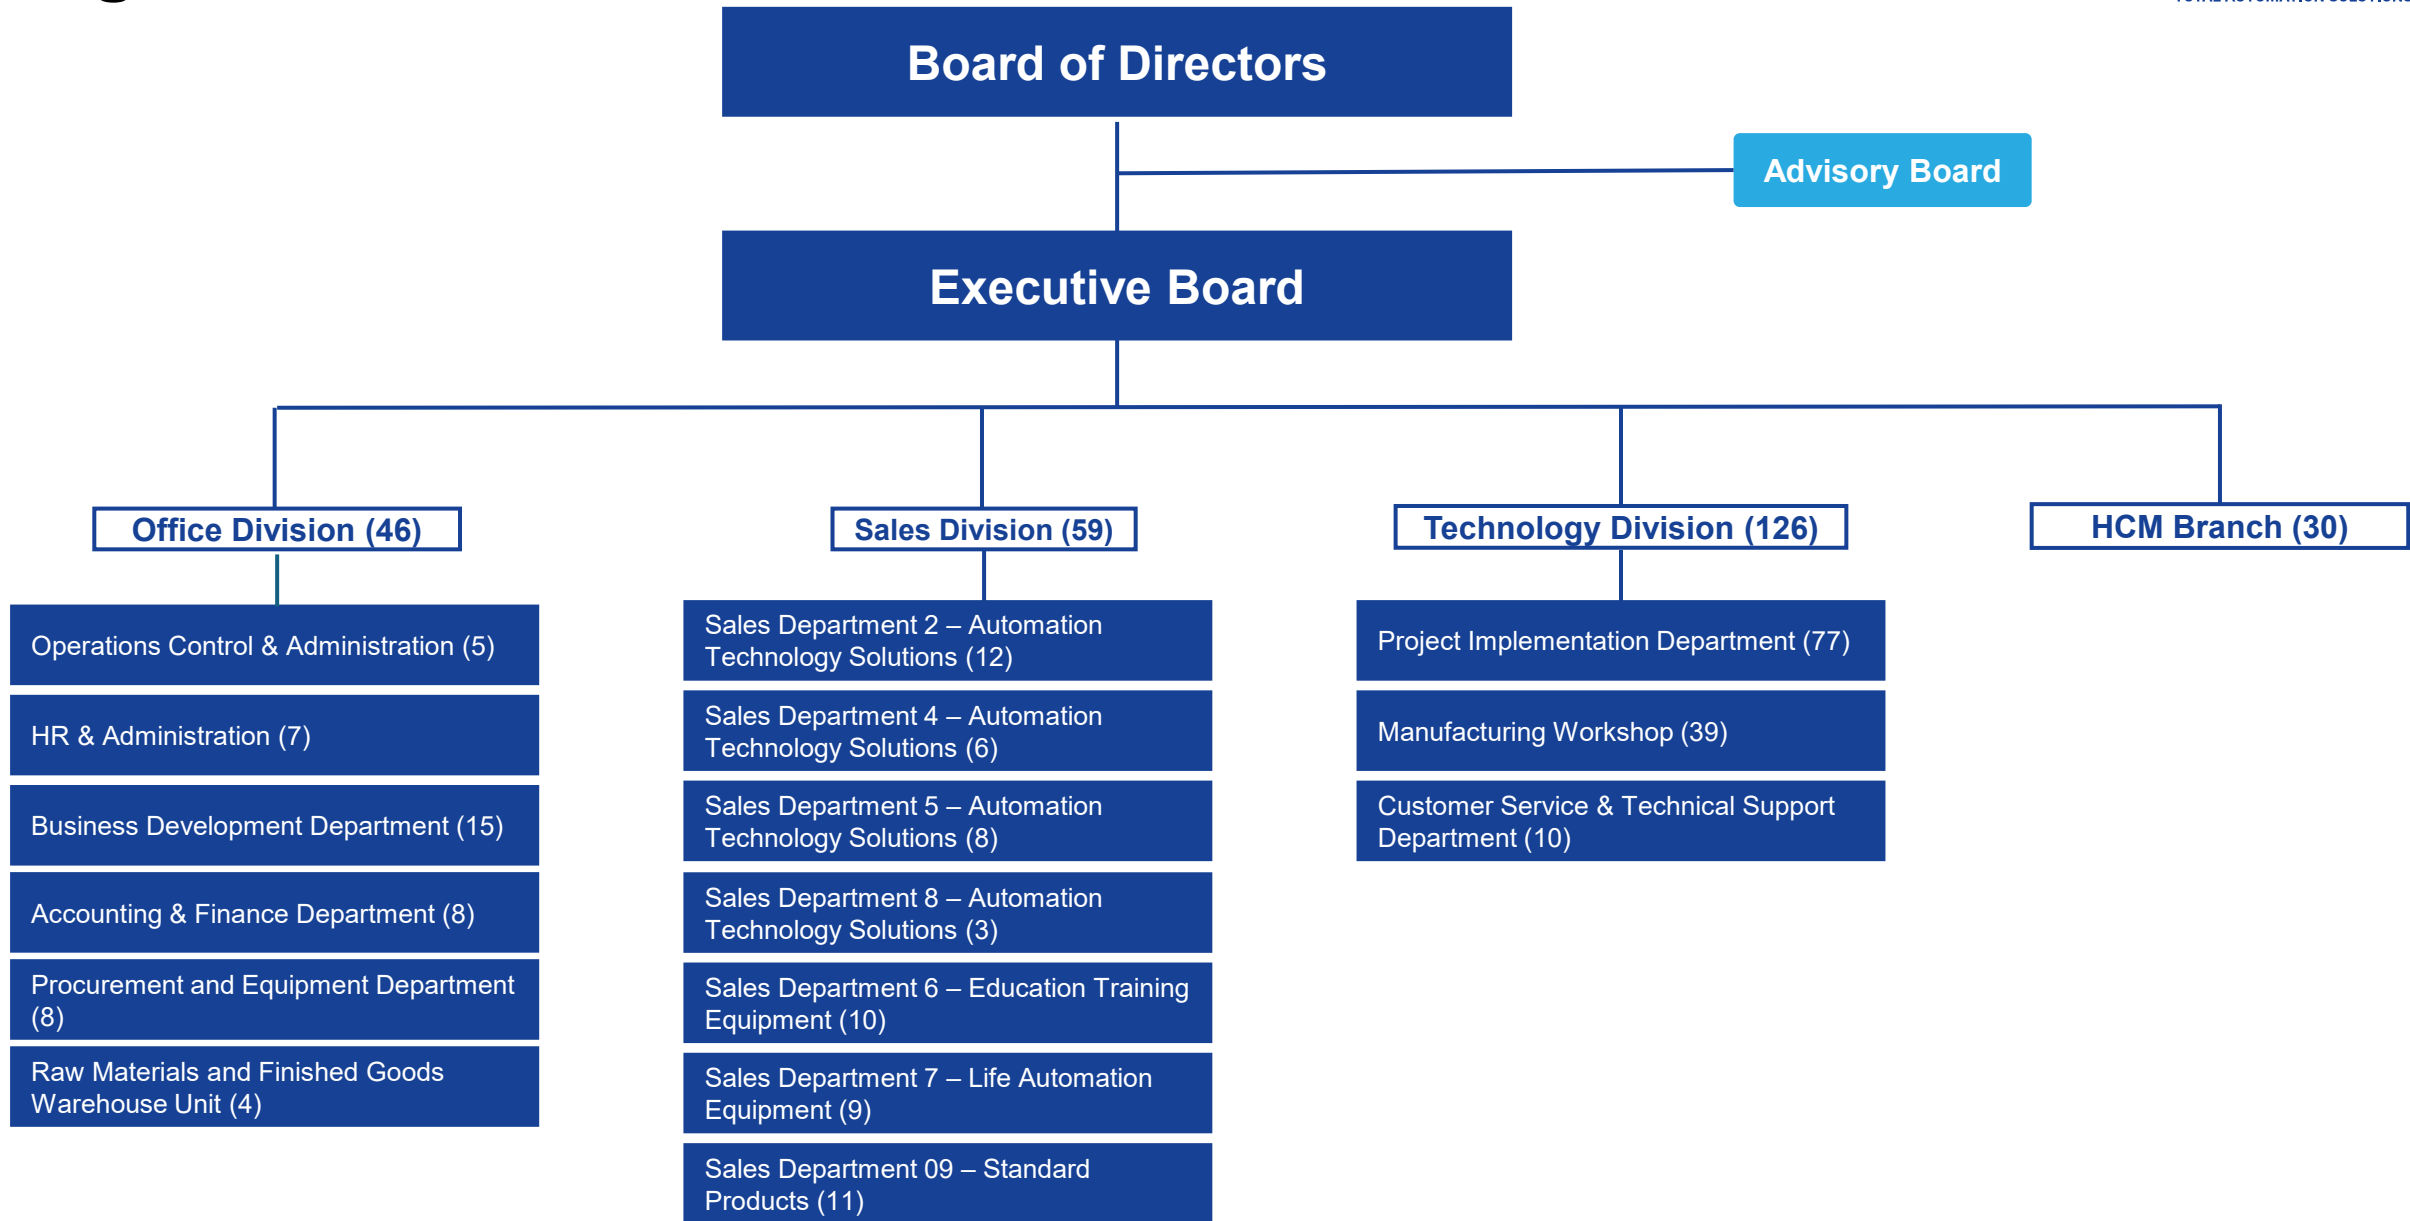 Board of Directors
Advisory Board
Executive Board
Office Division (46)
Sales Division (59)
Technology Division (126)
HCM Branch (30)
Operations Control & Administration (5)
HR & Administration (7)
Business Development Department (15)
Accounting & Finance Department (8)
Procurement and Equipment Department
(8)
Raw Materials and Finished Goods
Warehouse Unit (4)
Sales Department 2 – Automation
Technology Solutions (12)
Sales Department 4 – Automation
Technology Solutions (6)
Sales Department 5 – Automation
Technology Solutions (8)
Sales Department 8 – Automation
Technology Solutions (3)
Sales Department 6 – Education Training
Equipment (10)
Sales Department 7 – Life Automation
Equipment (9)
Sales Department 09 – Standard
Products (11)
Project Implementation Department (77)
Manufacturing Workshop (39)
Customer Service & Technical Support
Department (10)